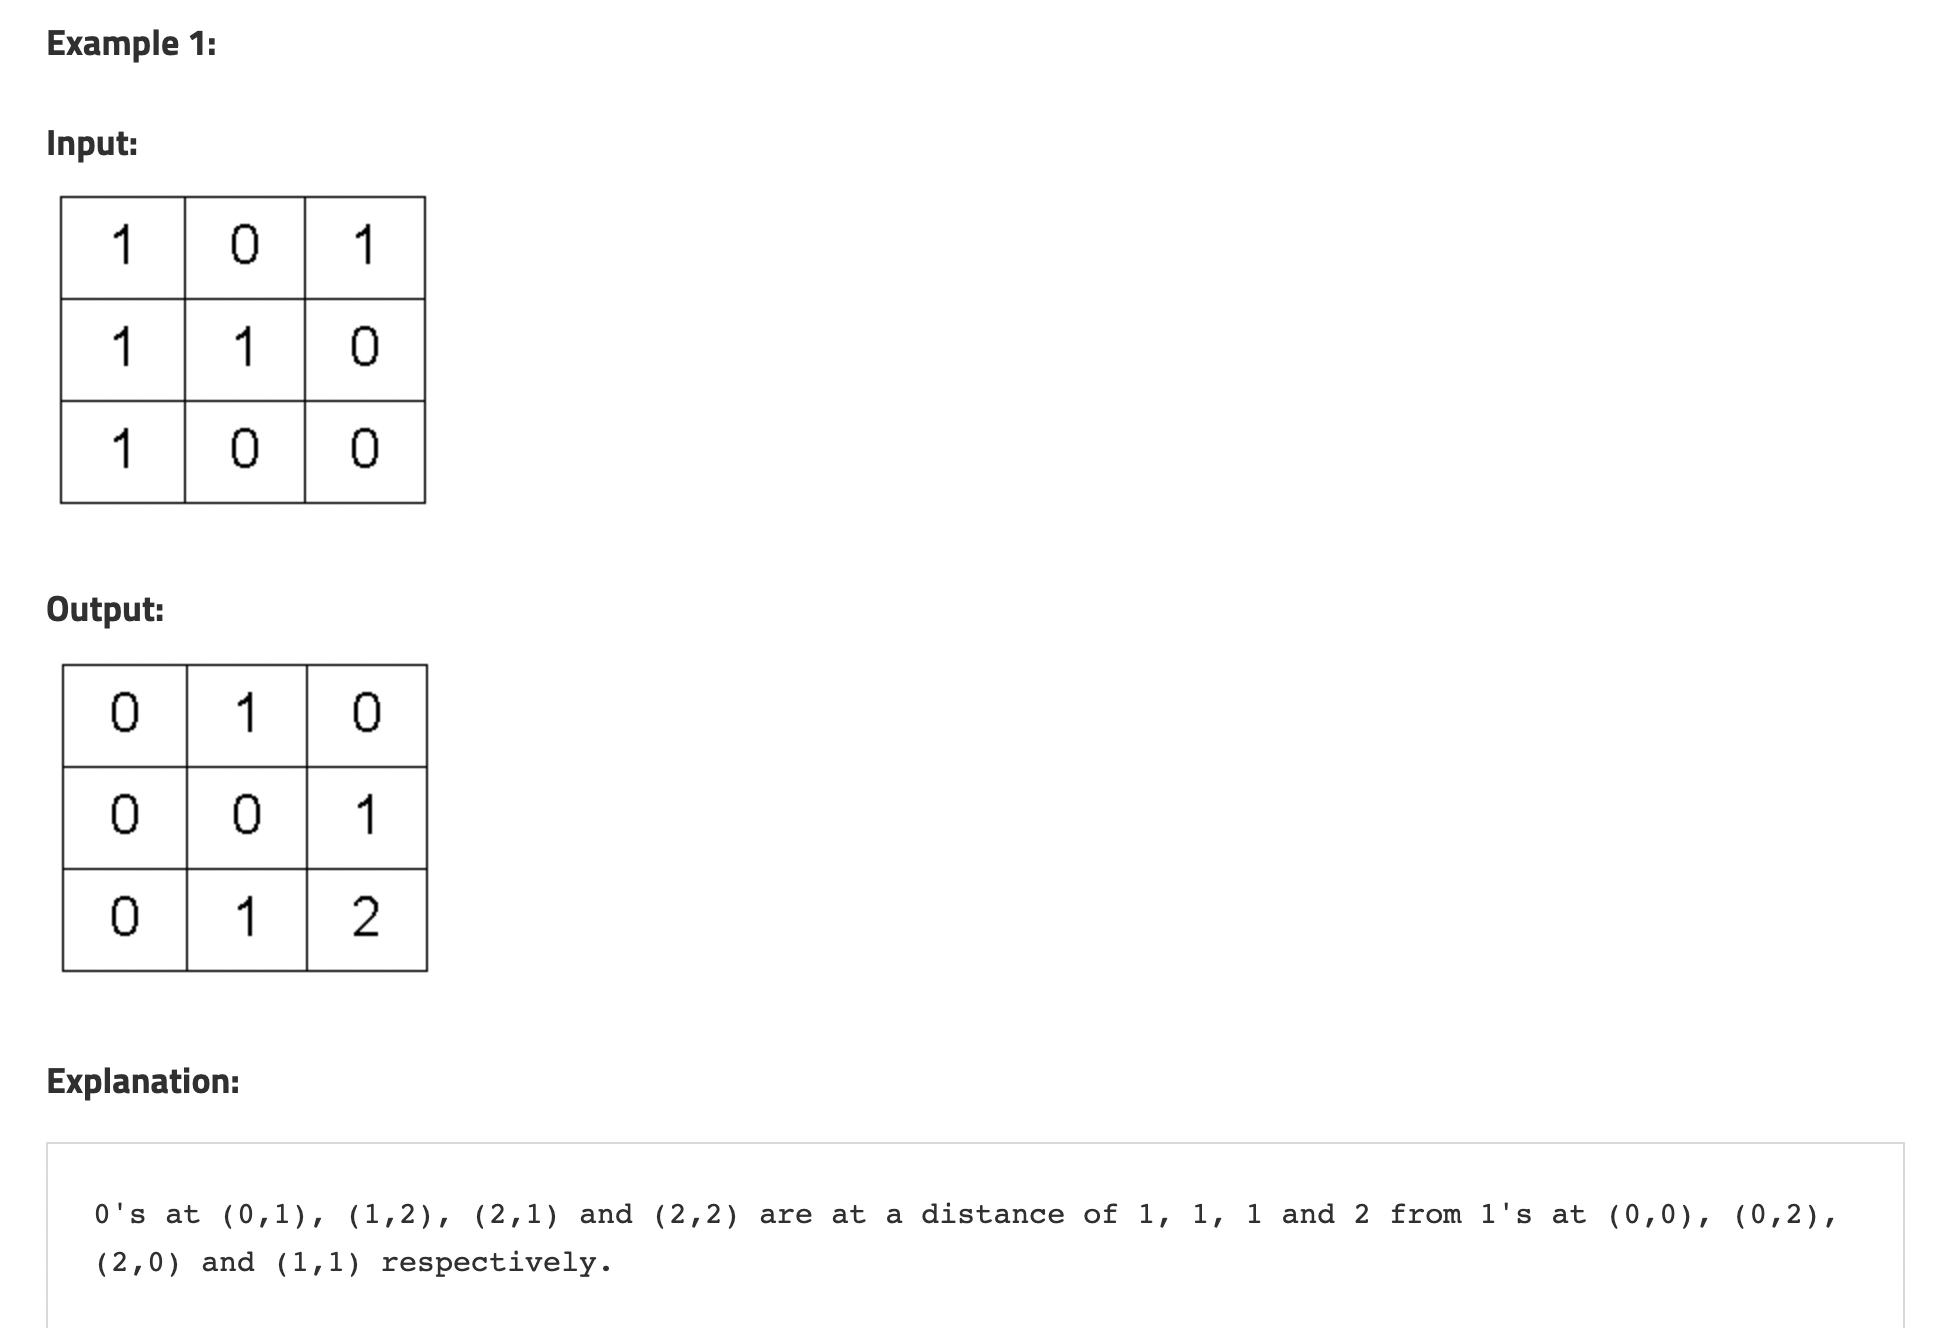 Example 1:
Input:
1 0 1
1 1 0
1 0 0
Output:
0 1 0
0 0 1
0 1 2
Explanation:
0's at (0,1), (1,2), (2,1) and (2,2) are at a distance of 1, 1, 1 and 2 from 1's at (0,0), (0,2),
(2,0) and (1,1) respectively.